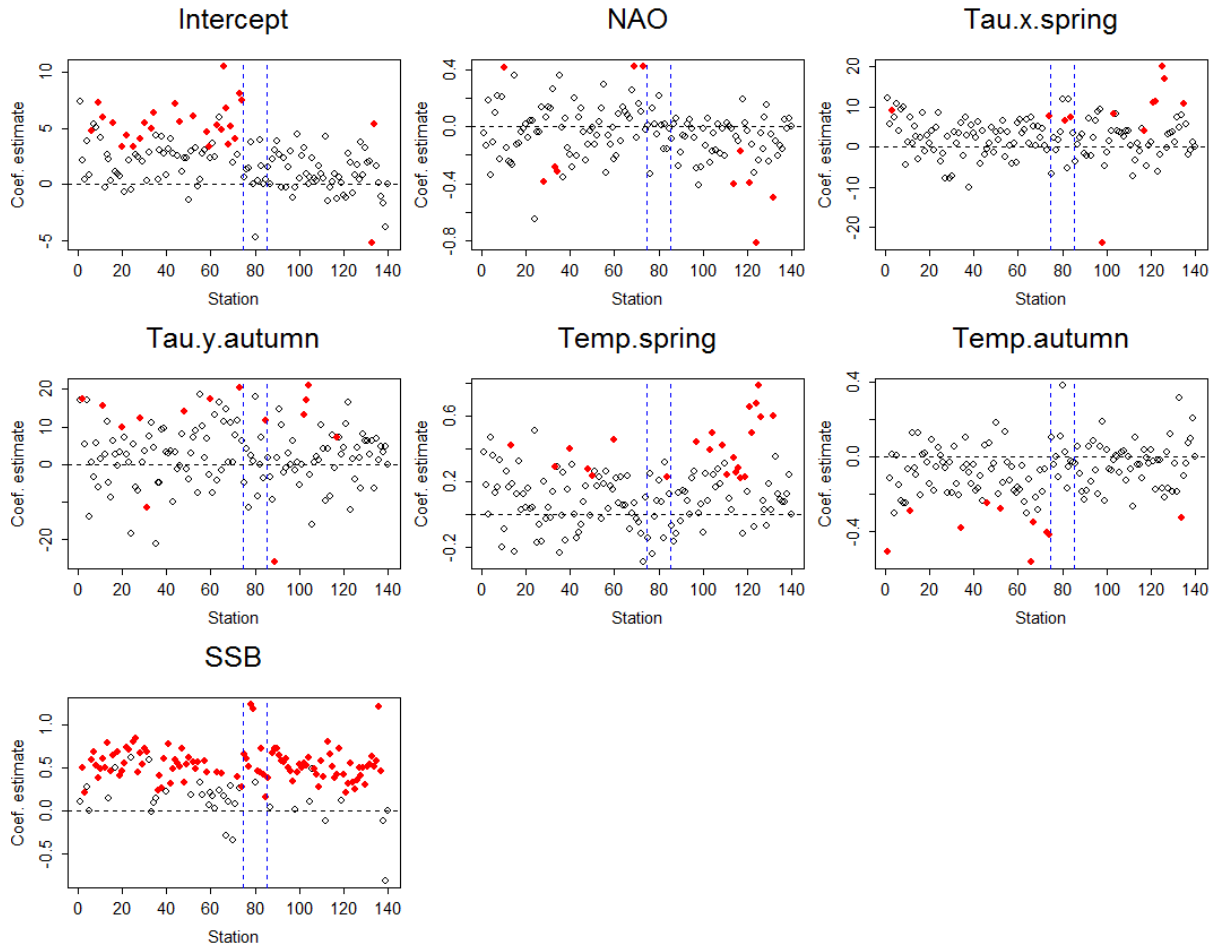 Intercept NAO Tau.x.spring
Coef. estimate
10
5
0
-5
0 20 40 60 80 100 120 140
Station
Coef. estimate
0.4
0.0
-0.4
-0.8
0 20 40 60 80 100 120 140
Station
Coef. estimate
20
10
0
-10
-20
0 20 40 60 80 100 120 140
Station
Tau.y.autumn Temp.spring Temp.autumn
Coef. estimate
20
10
0
-20
0 20 40 60 80 100 120 140
Station
Coef. estimate
0.6
0.2
-0.2
0 20 40 60 80 100 120 140
Station
Coef. estimate
0.4
0.0
-0.4
0 20 40 60 80 100 120 140
Station
SSB
Coef. estimate
1.0
0.5
0.0
-0.5
0 20 40 60 80 100 120 140
Station